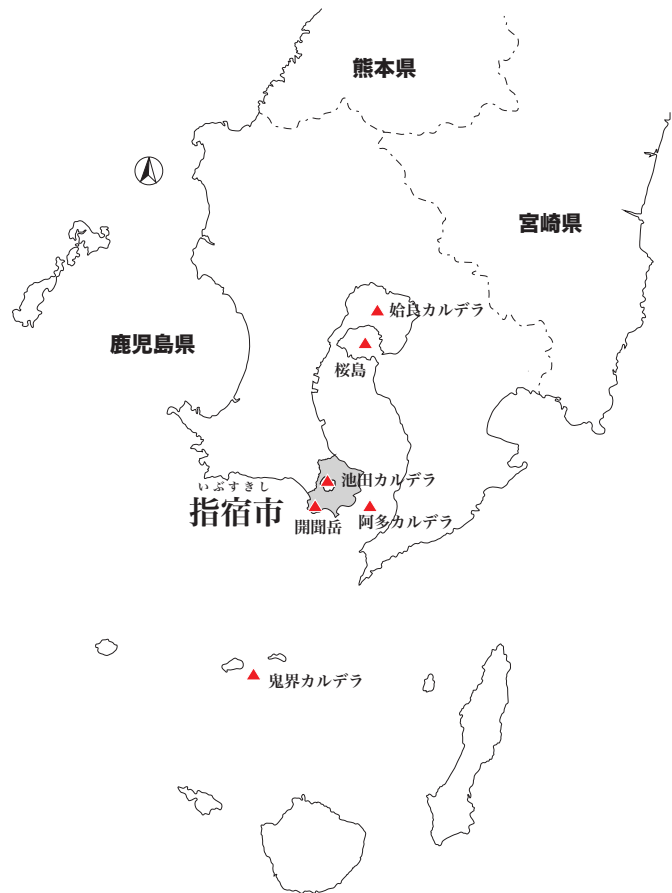 熊本県
宮崎県
姶良カルデラ
鹿児島県
桜島
池田カルデラ
いぶすきし
指宿市
開聞岳
阿多カルデラ
鬼界カルデラ